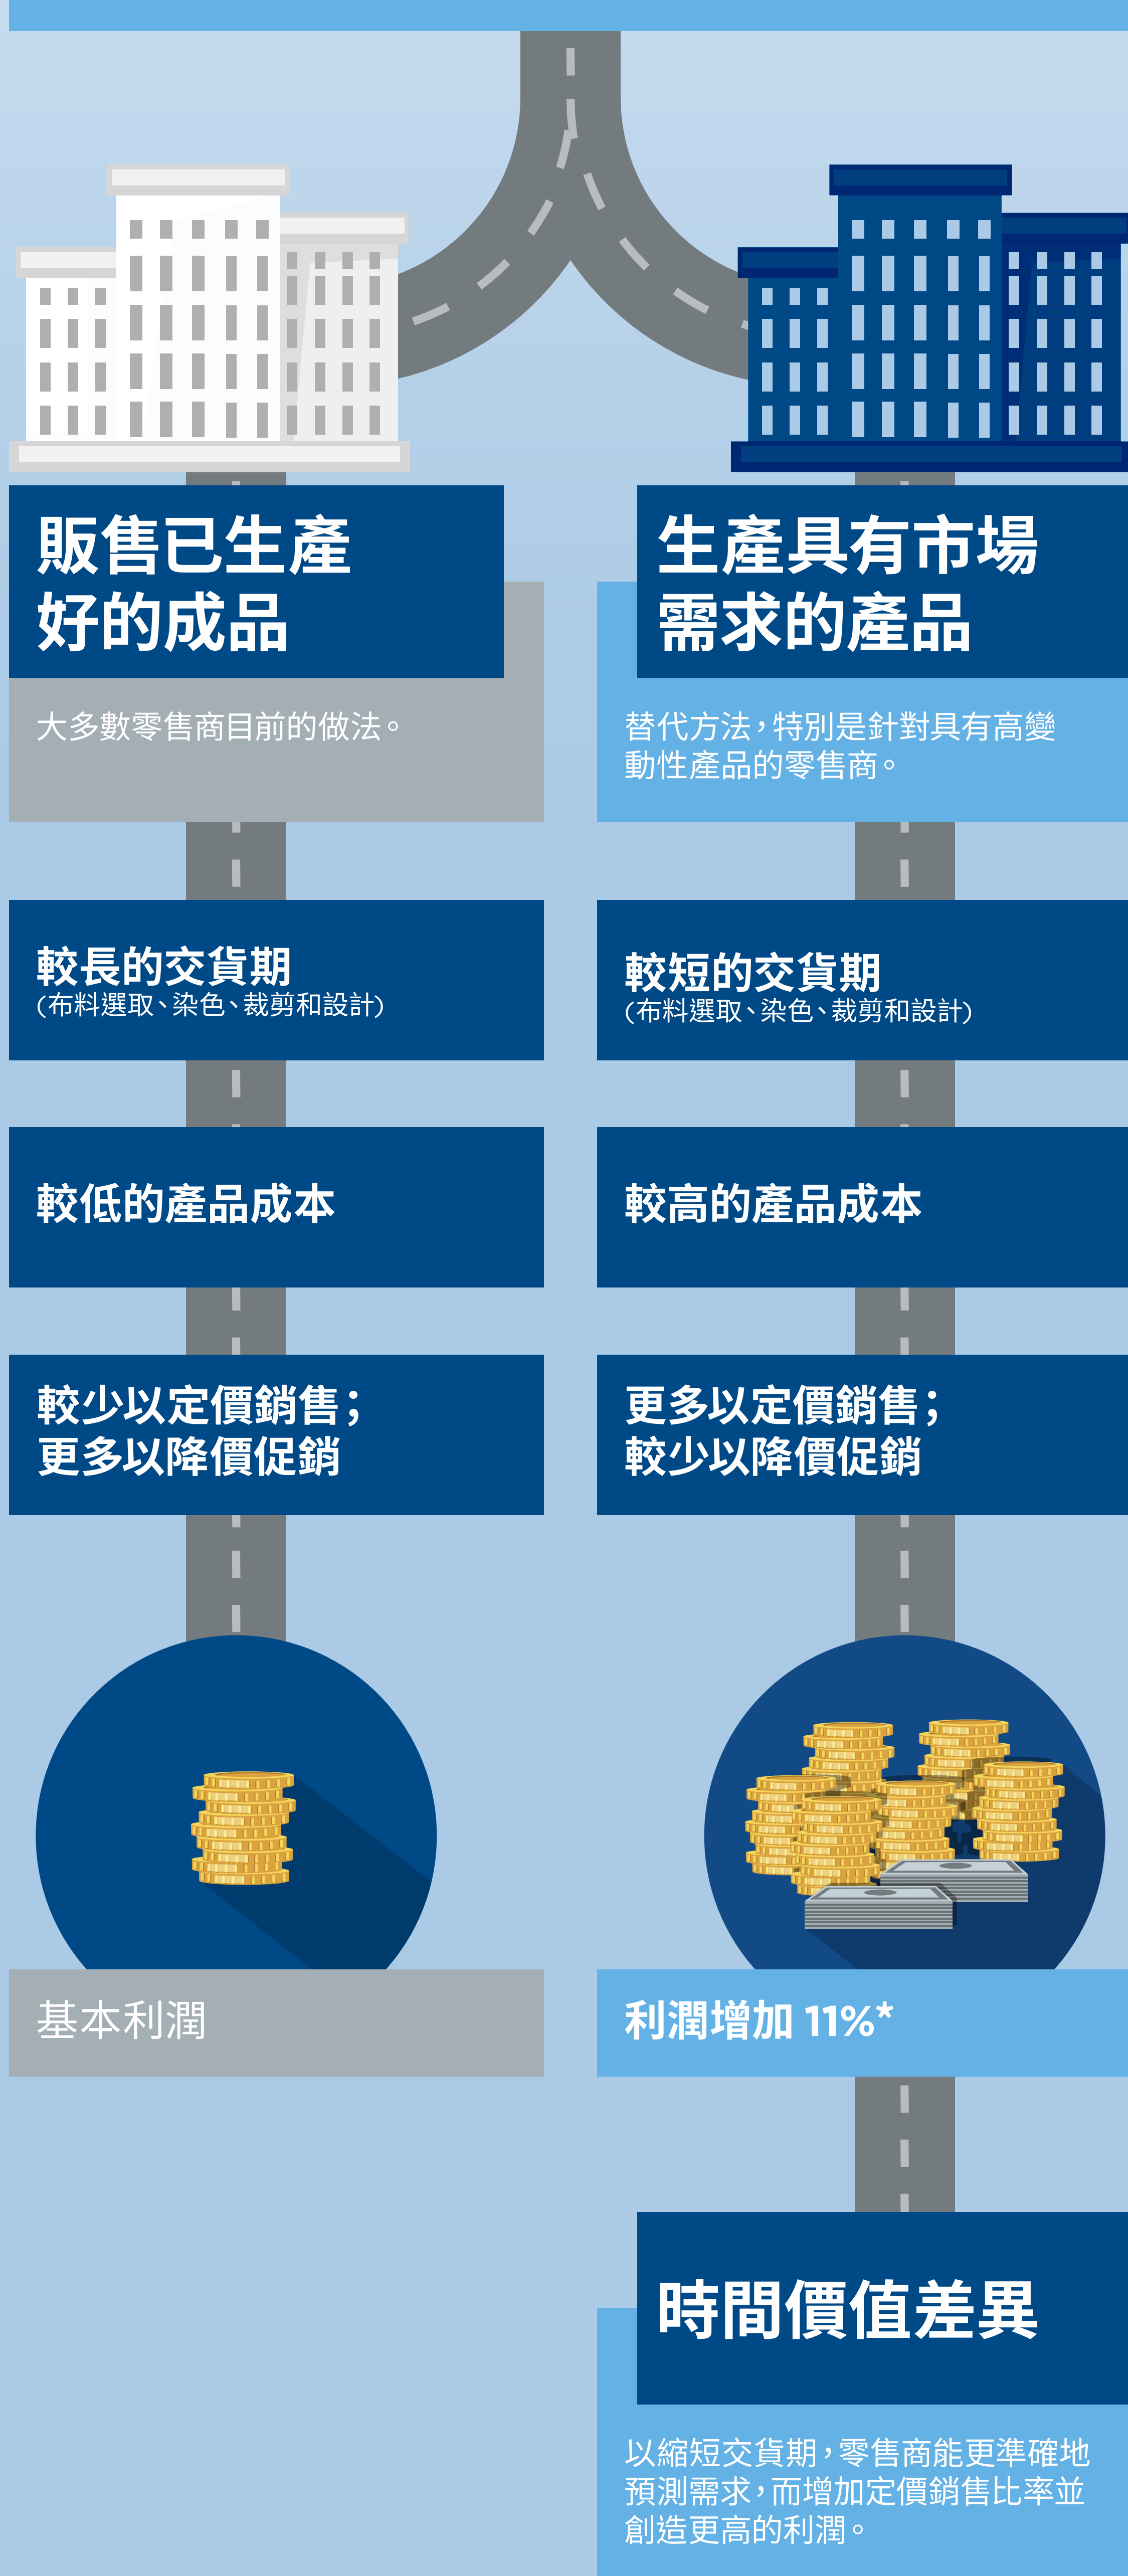 販售已生產
好的成品
大多數零售商目前的做法。
較長的交貨期
（布料選取、染色、裁剪和設計）
較低的產品成本
較少以定價銷售；
更多以降價促銷
基本利潤
生產具有市場
需求的產品
替代方法，特別是針對具有高變
動性產品的零售商。
較短的交貨期
（布料選取、染色、裁剪和設計）
較高的產品成本
更多以定價銷售；
較少以降價促銷
利潤增加 11%*
時間價值差異
以縮短交貨期，零售商能更準確地
預測需求，而增加定價銷售比率並
創造更高的利潤。